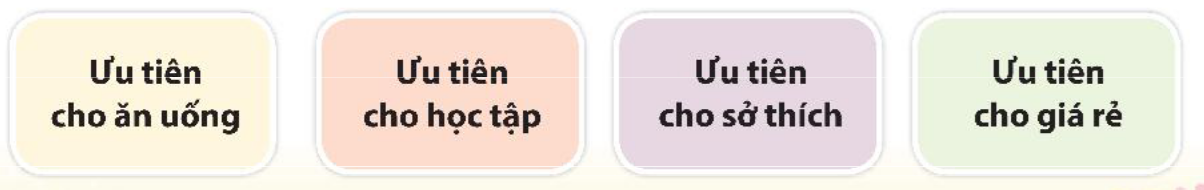 Ưu tiên
cho ăn uống
Ưu tiên
cho học tập
Ưu tiên
cho sở thích
Ưu tiên
cho giá rẻ